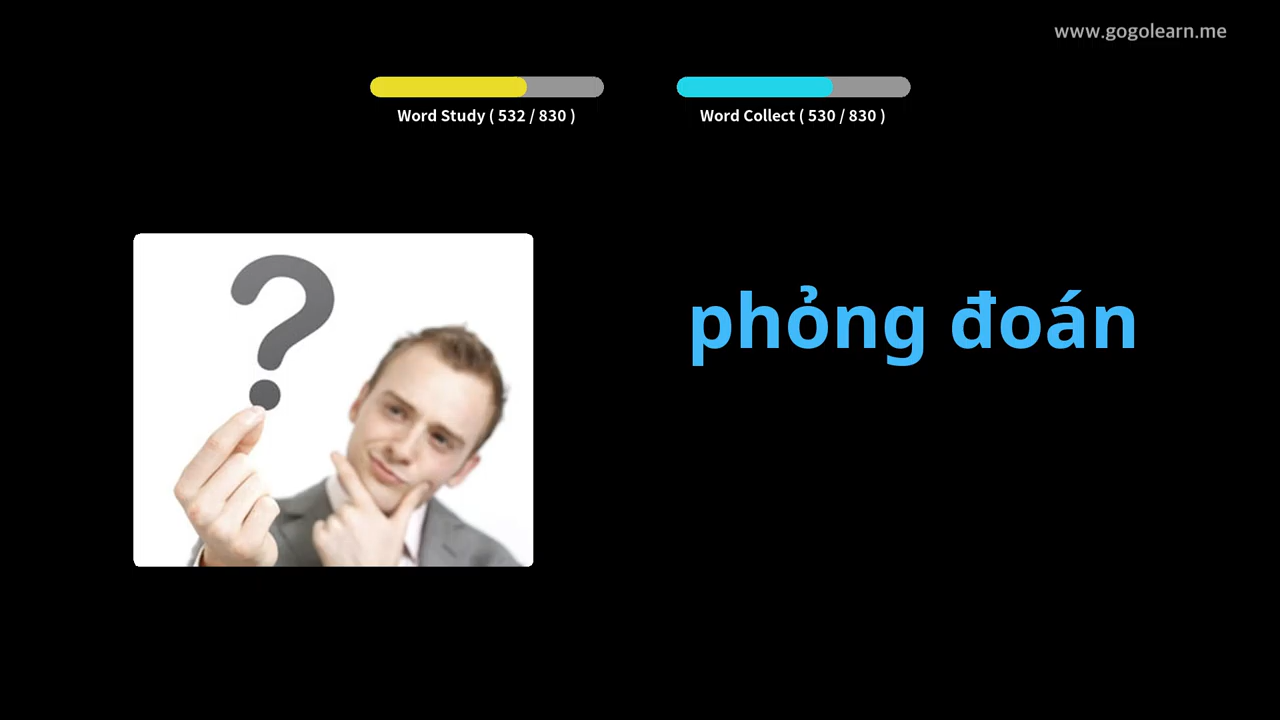 www.gogolearn.me
Word Study ( 532 / 830 )
Word Collect ( 530 / 830 )
?
phỏng đoán